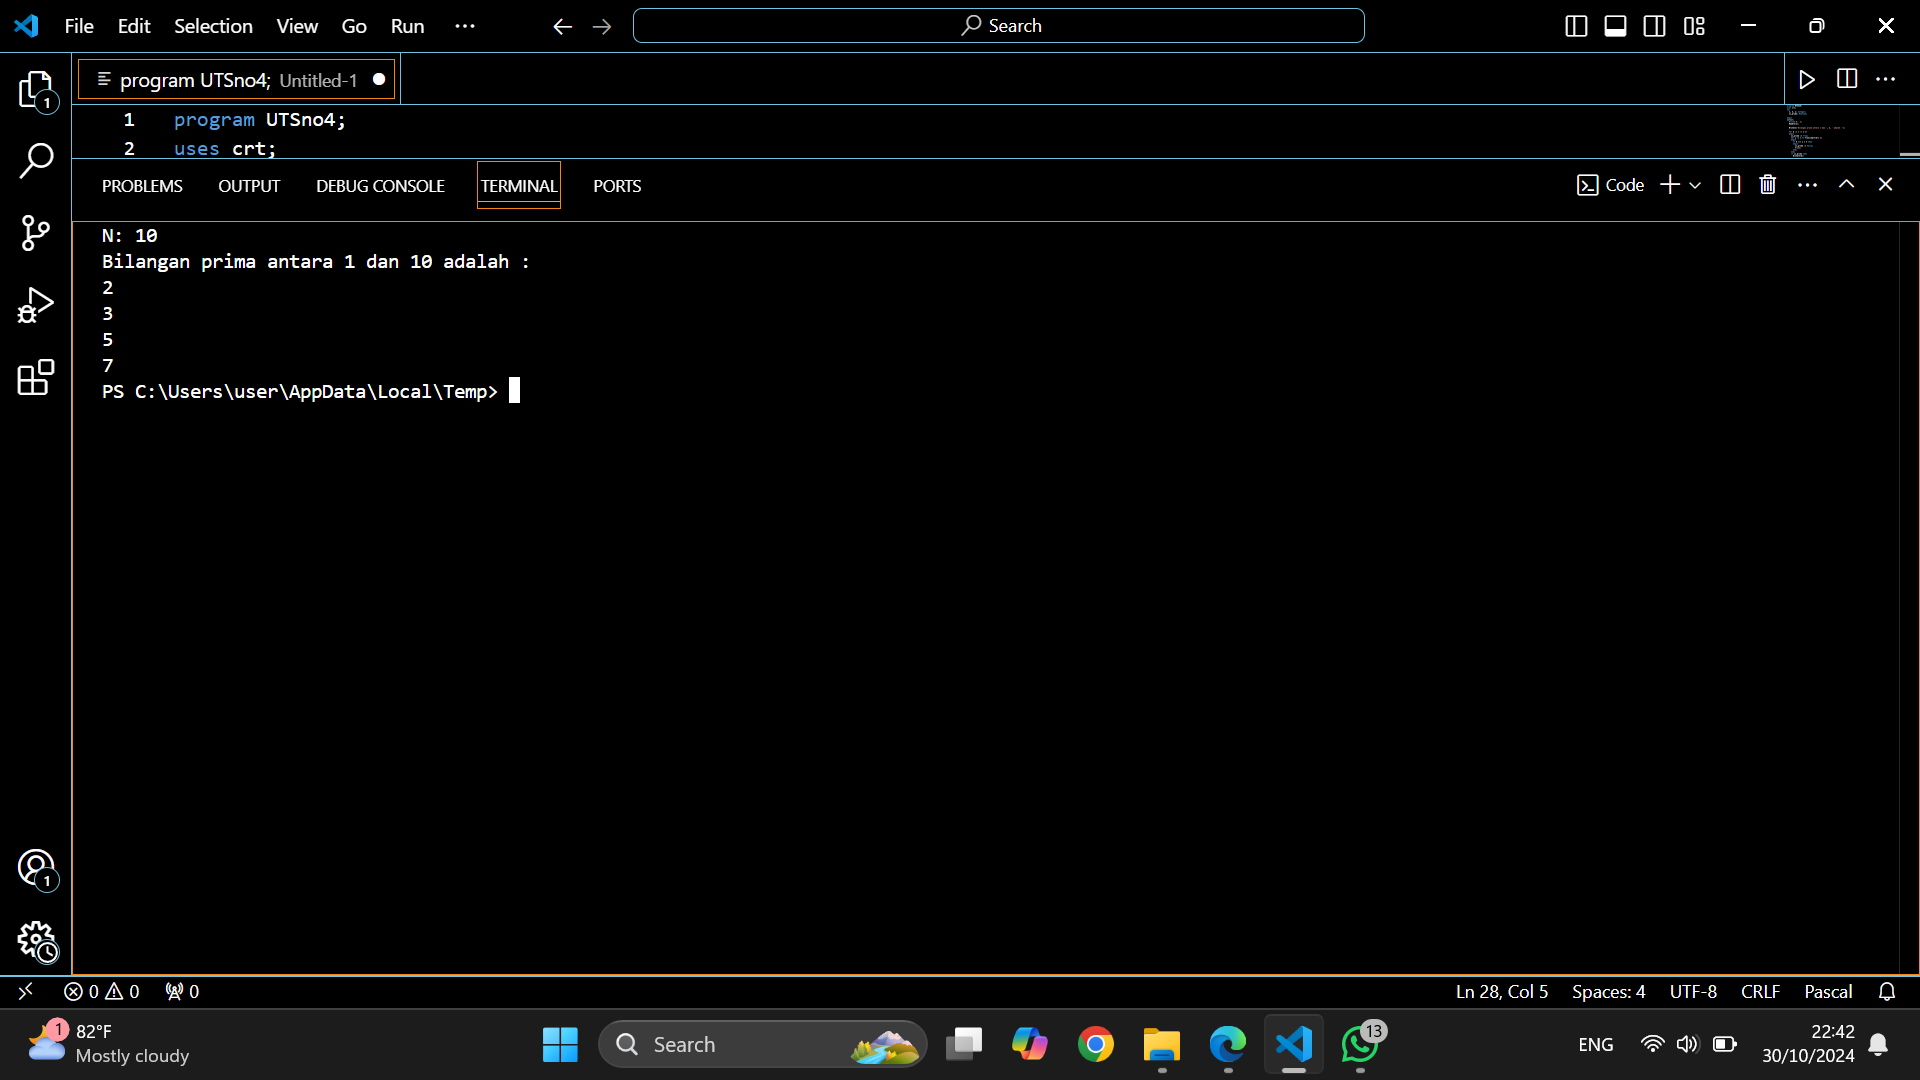 File Edit Selection View Go Run ···
Search
program UTSno4; Untitled-1
1 program UTSno4;
2 uses crt;
PROBLEMS OUTPUT DEBUG CONSOLE TERMINAL PORTS
Code
N: 10
Bilangan prima antara 1 dan 10 adalah :
2
3
5
7
PS C:\Users\user\AppData\Local\Temp>
1
1
0 0 0
Ln 28, Col 5 Spaces: 4 UTF-8 CRLF Pascal
1
82°F
Mostly cloudy
Search
13
ENG
22:42
30/10/2024